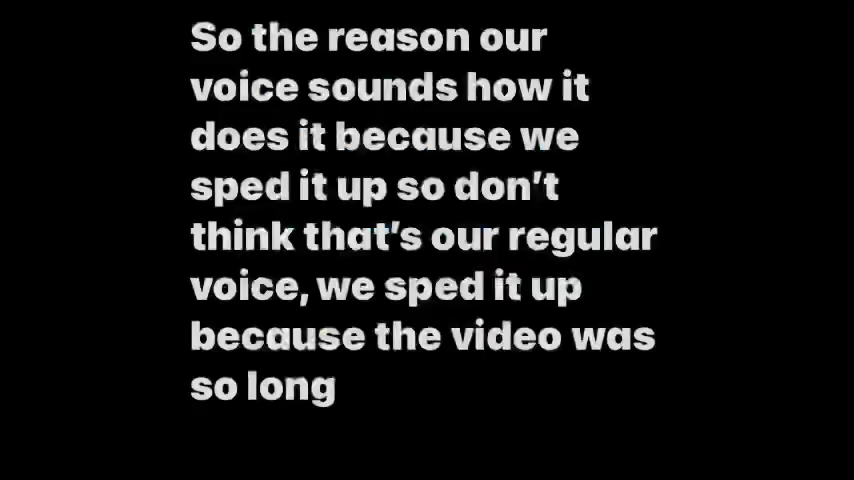 So the reason our
voice sounds how it
does it because we
sped it up so don’t
think that’s our regular
voice, we sped it up
because the video was
so long